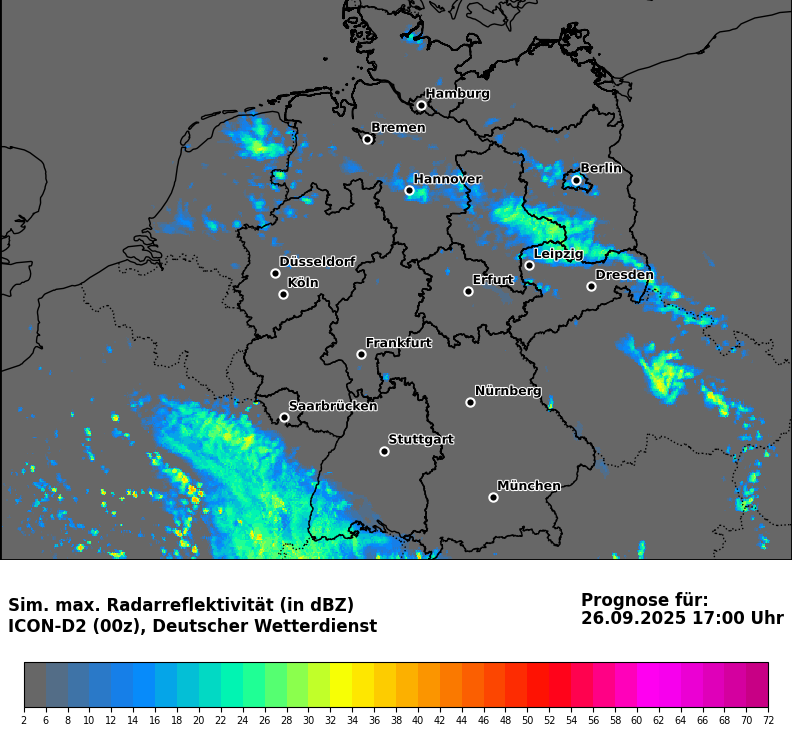 Hamburg
Bremen
Berlin
Hannover
Leipzig
Düsseldorf
Dresden
Köln
Erfurt
Frankfurt
Nürnberg
Saarbrücken
Stuttgart
München
Sim. max. Radarreflektivität (in dBZ)
ICON-D2 (00z), Deutscher Wetterdienst
Prognose für:
26.09.2025 17:00 Uhr
2 6 8 10 12 14 16 18 20 22 24 26 28 30 32 34 36 38 40 42 44 46 48 50 52 54 56 58 60 62 64 66 68 70 72